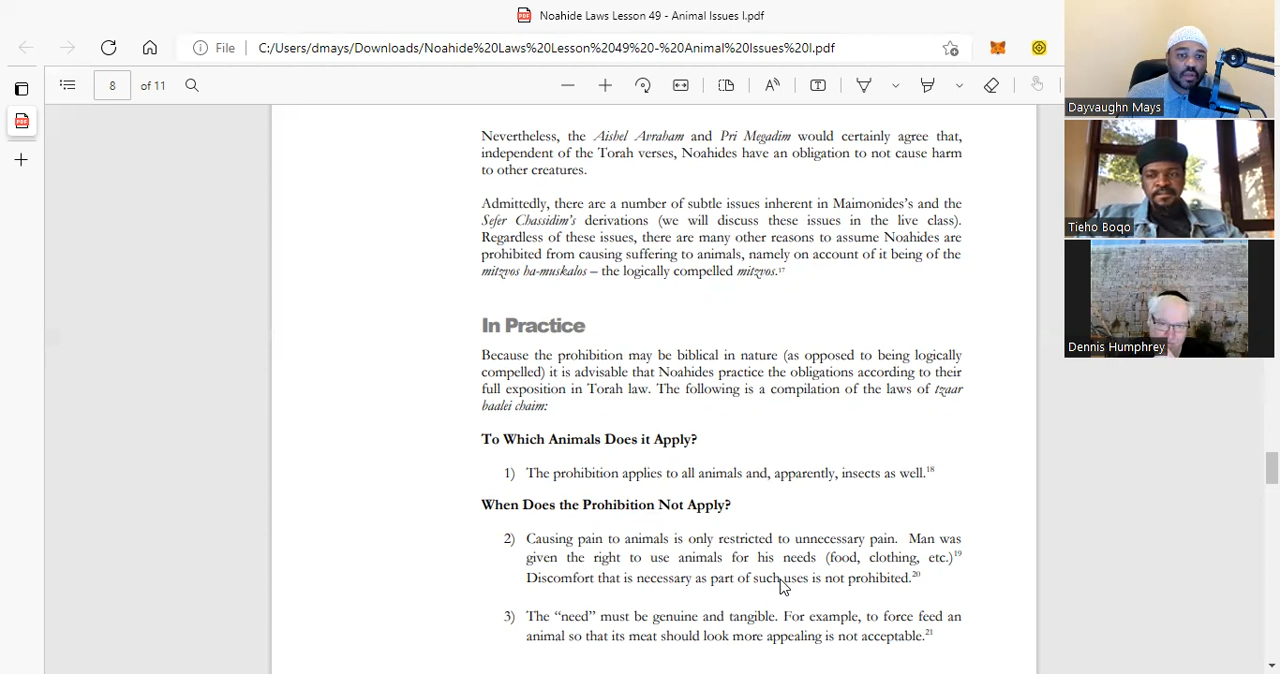 Noahide Laws Lesson 49 - Animal Issues I.pdf
File
C:/Users/dmays/Downloads/Noahide%20Laws%20Lesson%2049%20-%20Animal%20Issues%20I.pdf
8 of 11
Nevertheless, the Aishel Avraham and Pri Megadim would certainly agree that,
independent of the Torah verses, Noahides have an obligation to not cause harm
to other creatures.
Admittedly, there are a number of subtle issues inherent in Maimonides's and the
Sefer Chassidim's derivations (we will discuss these issues in the live class).
Regardless of these issues, there are many other reasons to assume Noahides are
prohibited from causing suffering to animals, namely on account of it being of the
mitzvos ha-muskalos – the logically compelled mitzvos.17
In Practice
Because the prohibition may be biblical in nature (as opposed to being logically
compelled) it is advisable that Noahides practice the obligations according to their
full exposition in Torah law. The following is a compilation of the laws of tzaar
baalei chaim:
To Which Animals Does it Apply?
1) The prohibition applies to all animals and, apparently, insects as well.18
When Does the Prohibition Not Apply?
2) Causing pain to animals is only restricted to unnecessary pain. Man was
given the right to use animals for his needs (food, clothing, etc.)19
Discomfort that is necessary as part of such uses is not prohibited.20
3) The “need” must be genuine and tangible. For example, to force feed an
animal so that its meat should look more appealing is not acceptable.21
Dayvaughn Mays
Tieho Boqo
Dennis Humphrey